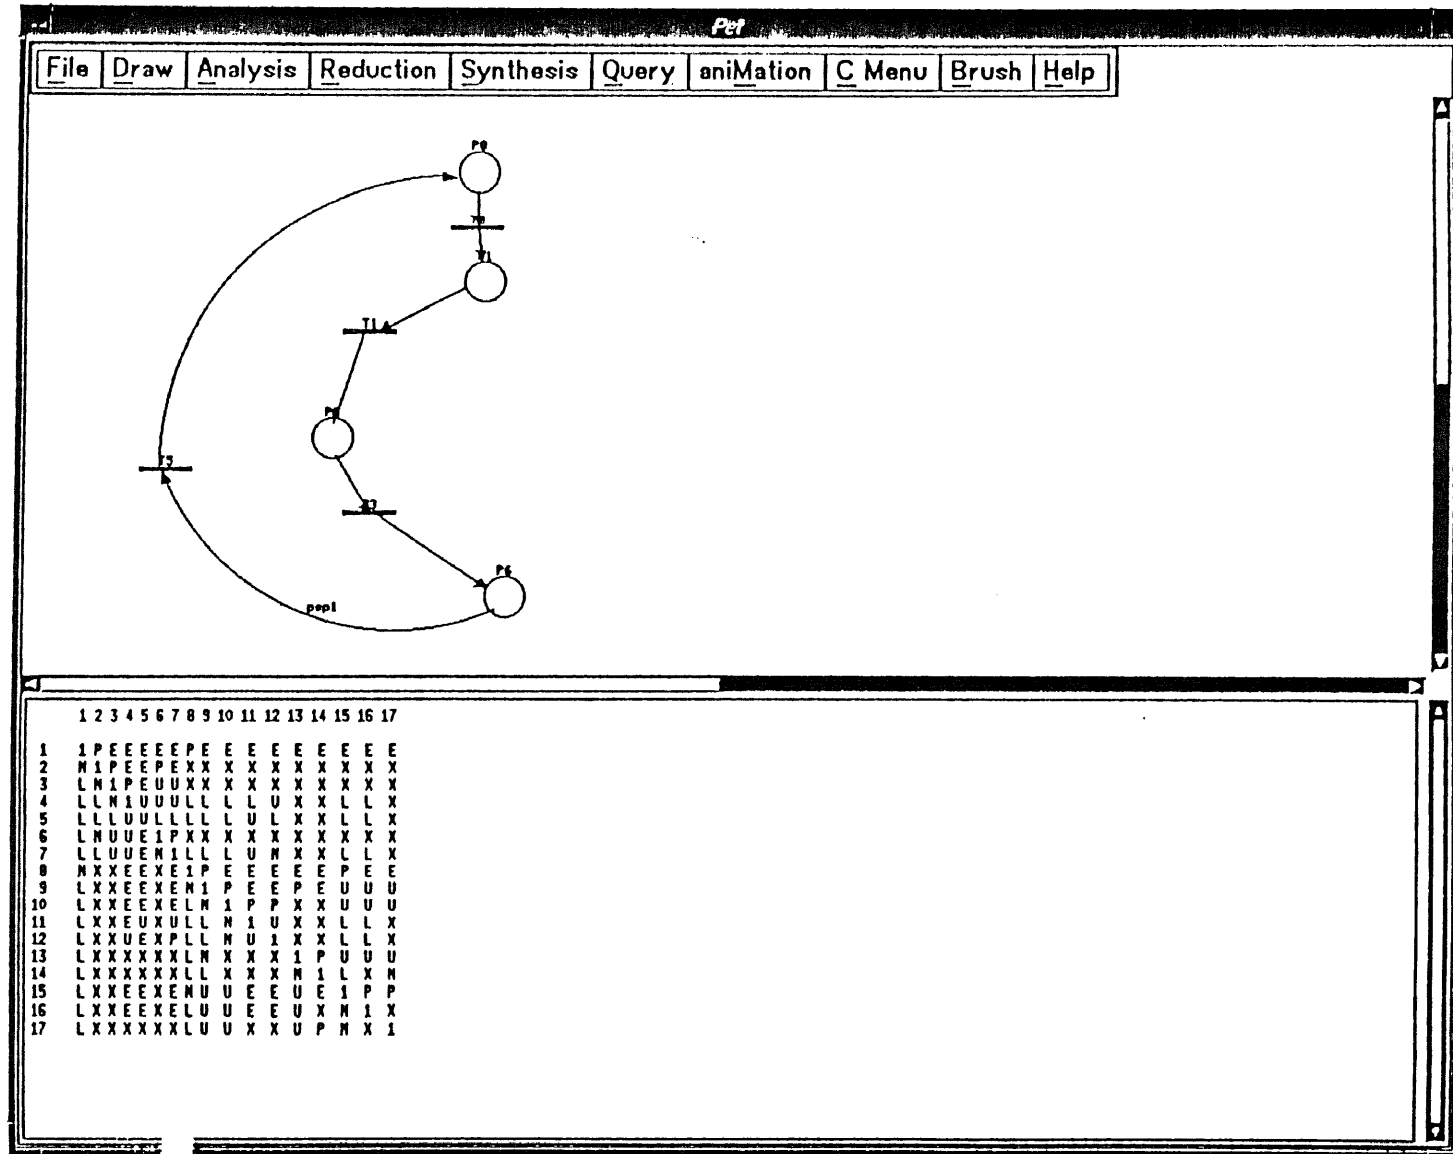 Pet
File Draw Analysis Reduction Synthesis Query aniMation C Menu Brush Help
P0
T1
P6
pop1
1 2 3 4 5 6 7 8 9 10 11 12 13 14 15 16 17
1 1 P E E E E E P E E E E E E E E E
2 N 1 P E E P E X X X X X X X X X X
3 L N 1 P E U U X X X X X X X X X X
4 L L N 1 U U U L L L L U X X L L X
5 L L L U U L L L L L U L X X L L X
6 L N U U E 1 P X X X X X X X X X X
7 L L U U E N 1 L L L U N X X L L X
8 N X X E E X E 1 P E E E E E P E E
9 L X X E E X E N 1 P E E P E U U U
10 L X X E E X E L N 1 P P X X U U U
11 L X X E U X U L L N 1 U X X L L X
12 L X X U E X P L L N U 1 X X L L X
13 L X X X X X X L N X X X 1 P U U U
14 L X X X X X X L L X X X N 1 L X N
15 L X X E E X E N U U E E U E 1 P P
16 L X X E E X E L U U E E U X N 1 X
17 L X X X X X X L U U X X U P N X 1